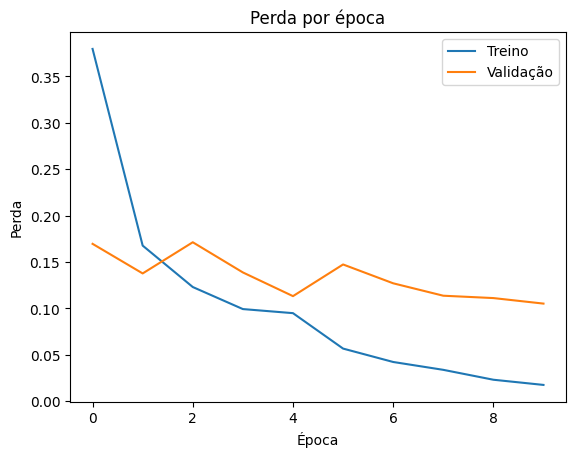 Perda por época
Treino
Validação
0.35
0.30
0.25
0.20
0.15
0.10
0.05
0.00
Perda
0 2 4 6 8
Época